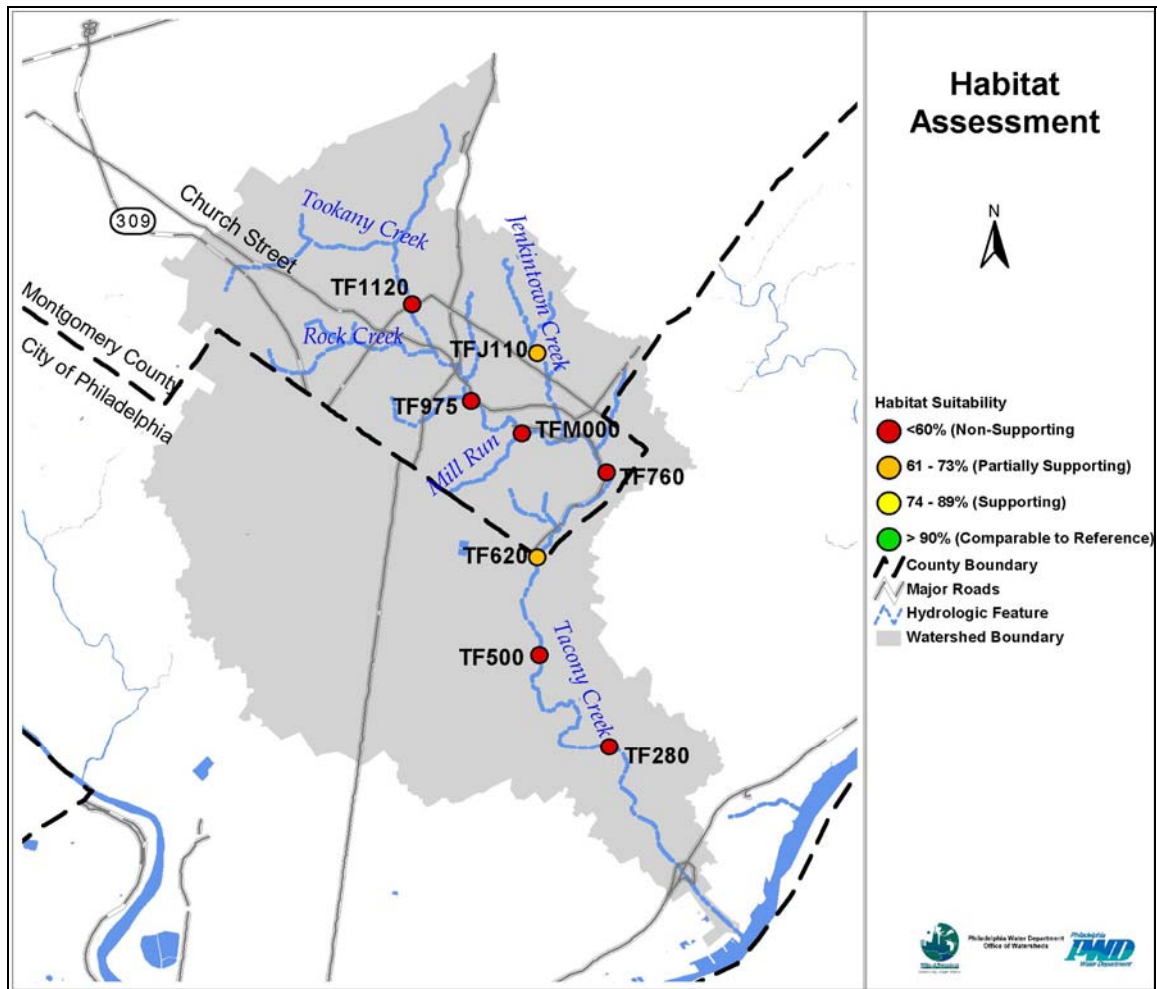 Habitat
Assessment
N
309
Church Street
Tookany Creek
Jenkintown Creek
TF1120
Montgomery County
City of Philadelphia
Rock Creek
TFJ110
TF975
TFM000
Mill Run
TF760
TF620
TF500
Tacony Creek
TF280
Habitat Suitability
<60% (Non-Supporting
61 - 73% (Partially Supporting)
74 - 89% (Supporting)
> 90% (Comparable to Reference)
County Boundary
Major Roads
Hydrologic Feature
Watershed Boundary
Philadelphia Water Department
Office of Watersheds
Philadelphia
PWD
Water Department